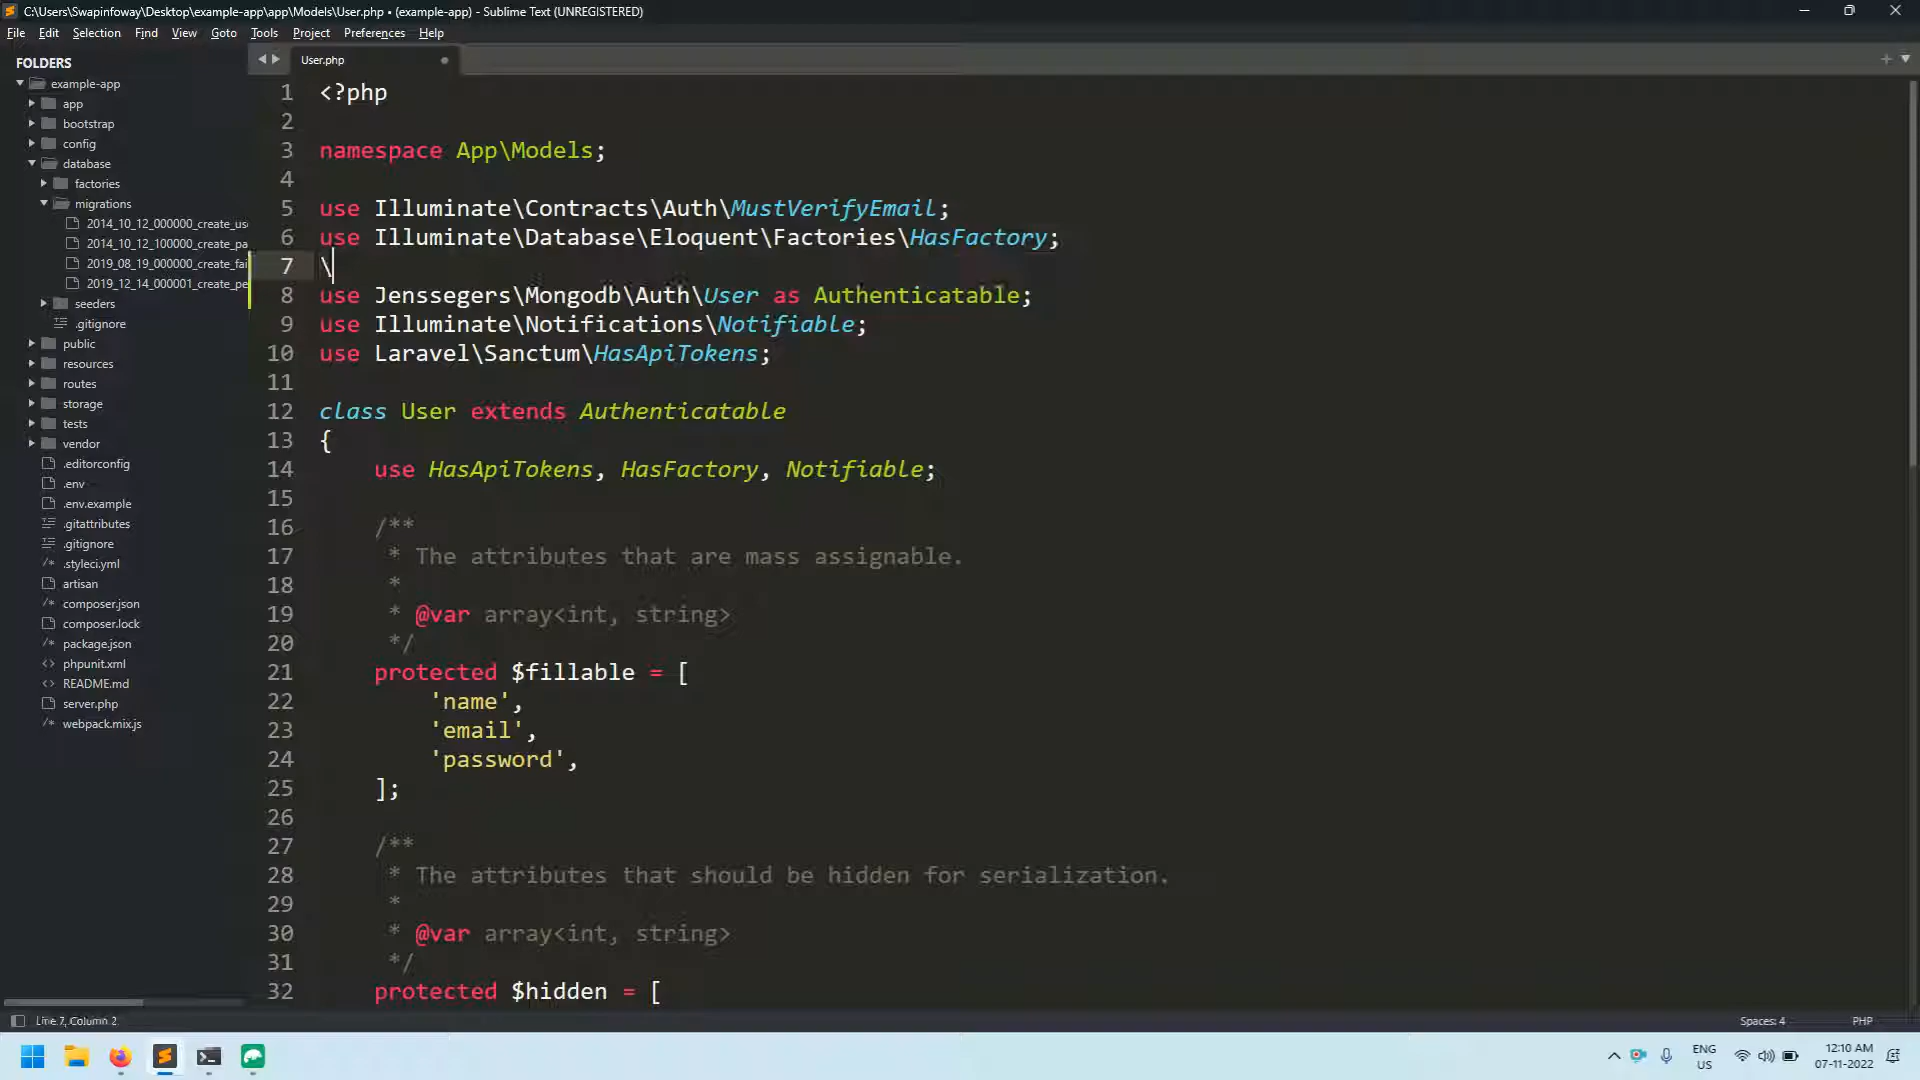 C:\Users\Swapinfoway\Desktop\example-app\app\Models\User.php • (example-app) - Sublime Text (UNREGISTERED)
File Edit Selection Find View Goto Tools Project Preferences Help
FOLDERS
example-app
app
bootstrap
config
database
factories
migrations
2014_10_12_000000_create_us
2014_10_12_100000_create_pa
2019_08_19_000000_create_fai
2019_12_14_000001_create_pe
seeders
.gitignore
public
resources
routes
storage
tests
vendor
.editorconfig
.env
.env.example
.gitattributes
.gitignore
.styleci.yml
artisan
composer.json
composer.lock
package.json
phpunit.xml
README.md
server.php
webpack.mix.js
User.php
1 <?php
2
3 namespace App\Models;
4
5 use Illuminate\Contracts\Auth\MustVerifyEmail;
6 use Illuminate\Database\Eloquent\Factories\HasFactory;
7 \
8 use Jenssegers\Mongodb\Auth\User as Authenticatable;
9 use Illuminate\Notifications\Notifiable;
10 use Laravel\Sanctum\HasApiTokens;
11
12 class User extends Authenticatable
13 {
14 use HasApiTokens, HasFactory, Notifiable;
15
16 /**
17 * The attributes that are mass assignable.
18 *
19 * @var array<int, string>
20 */
21 protected $fillable = [
22 'name',
23 'email',
24 'password',
25 ];
26
27 /**
28 * The attributes that should be hidden for serialization.
29 *
30 * @var array<int, string>
31 */
32 protected $hidden = [
Line 7, Column 2
Spaces: 4
PHP
ENG
US
12:10 AM
07-11-2022